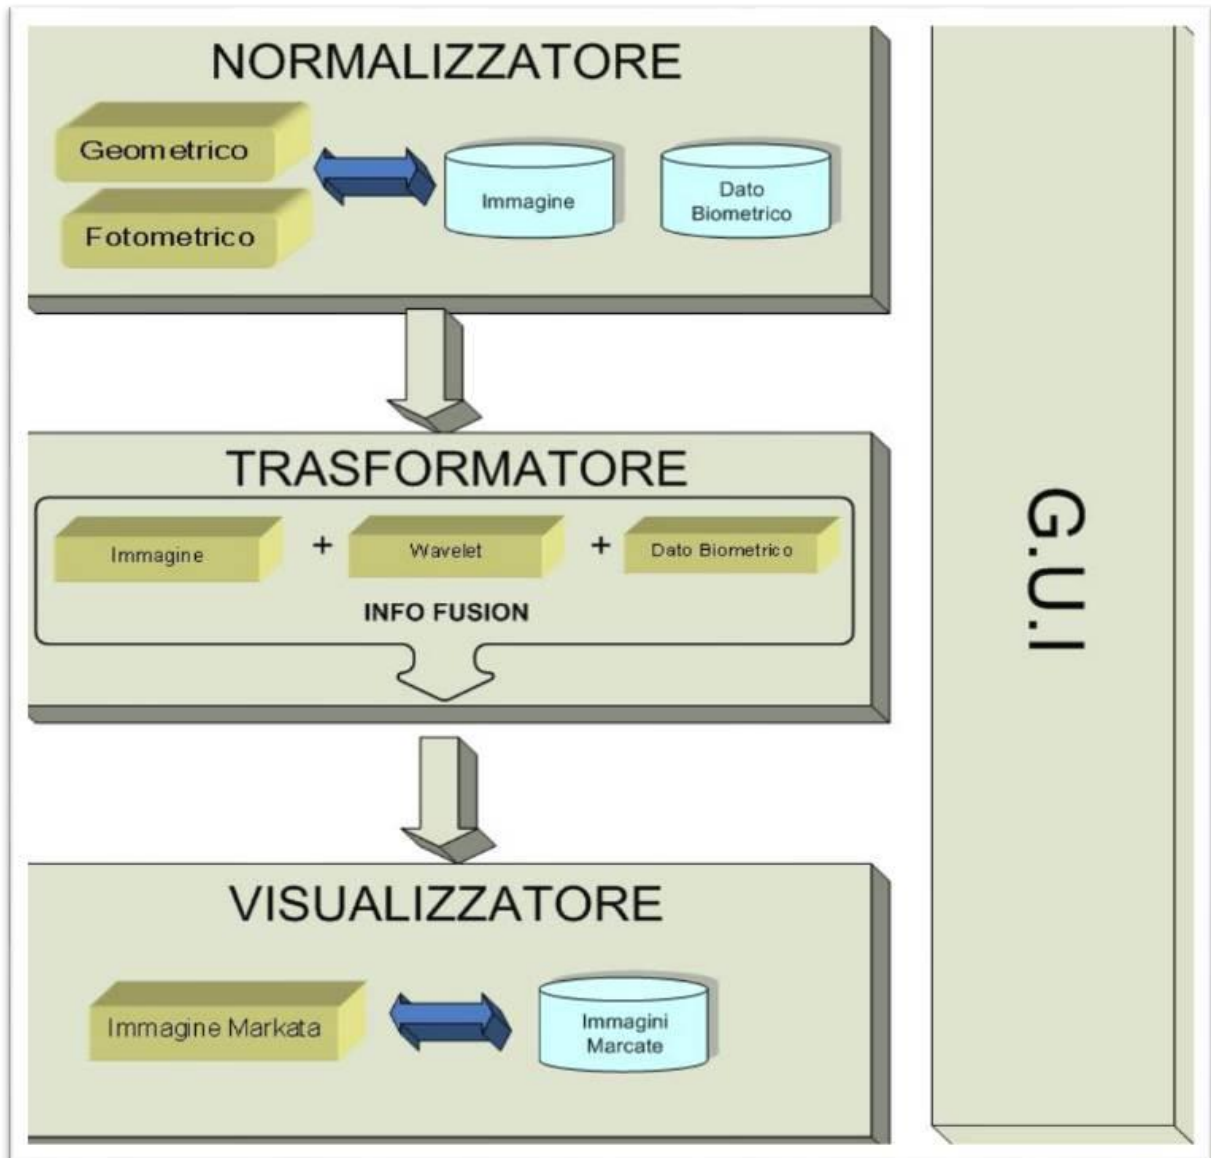 NORMALIZZATORE
Geometrico
Fotometrico
Immagine
Dato
Biometrico
TRASFORMATORE
Immagine + Wavelet + Dato Biometrico
INFO FUSION
VISUALIZZATORE
Immagine Markata
Immagini
Marcate
G.U.I